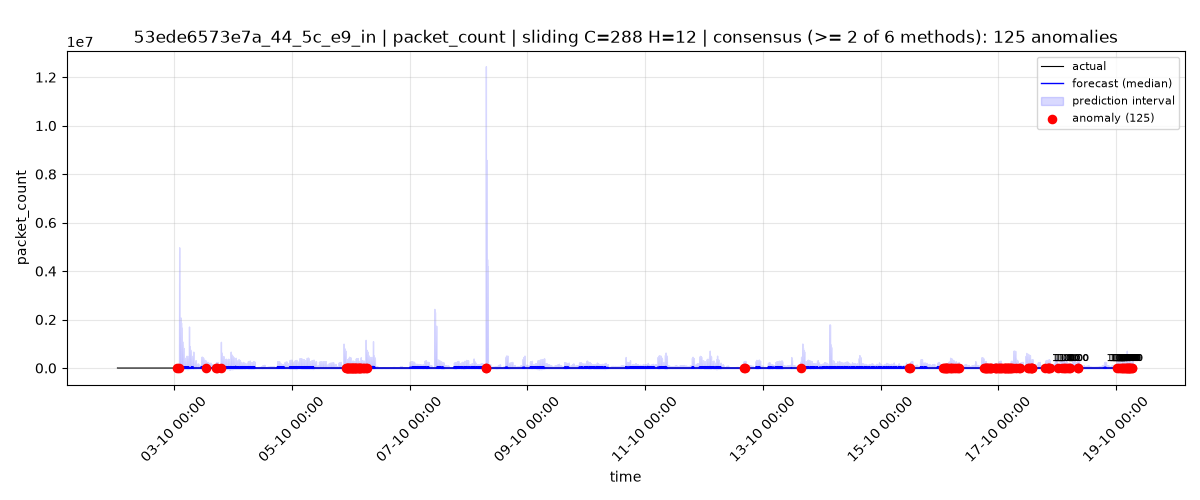 53ede6573e7a_44_5c_e9_in | packet_count | sliding C=288 H=12 | consensus (>= 2 of 6 methods): 125 anomalies
1e7
1.2
1.0
0.8
0.6
0.4
0.2
0.0
packet_count
actual
forecast (median)
prediction interval
anomaly (125)
03-10 00:00
05-10 00:00
07-10 00:00
09-10 00:00
11-10 00:00
13-10 00:00
15-10 00:00
17-10 00:00
19-10 00:00
time